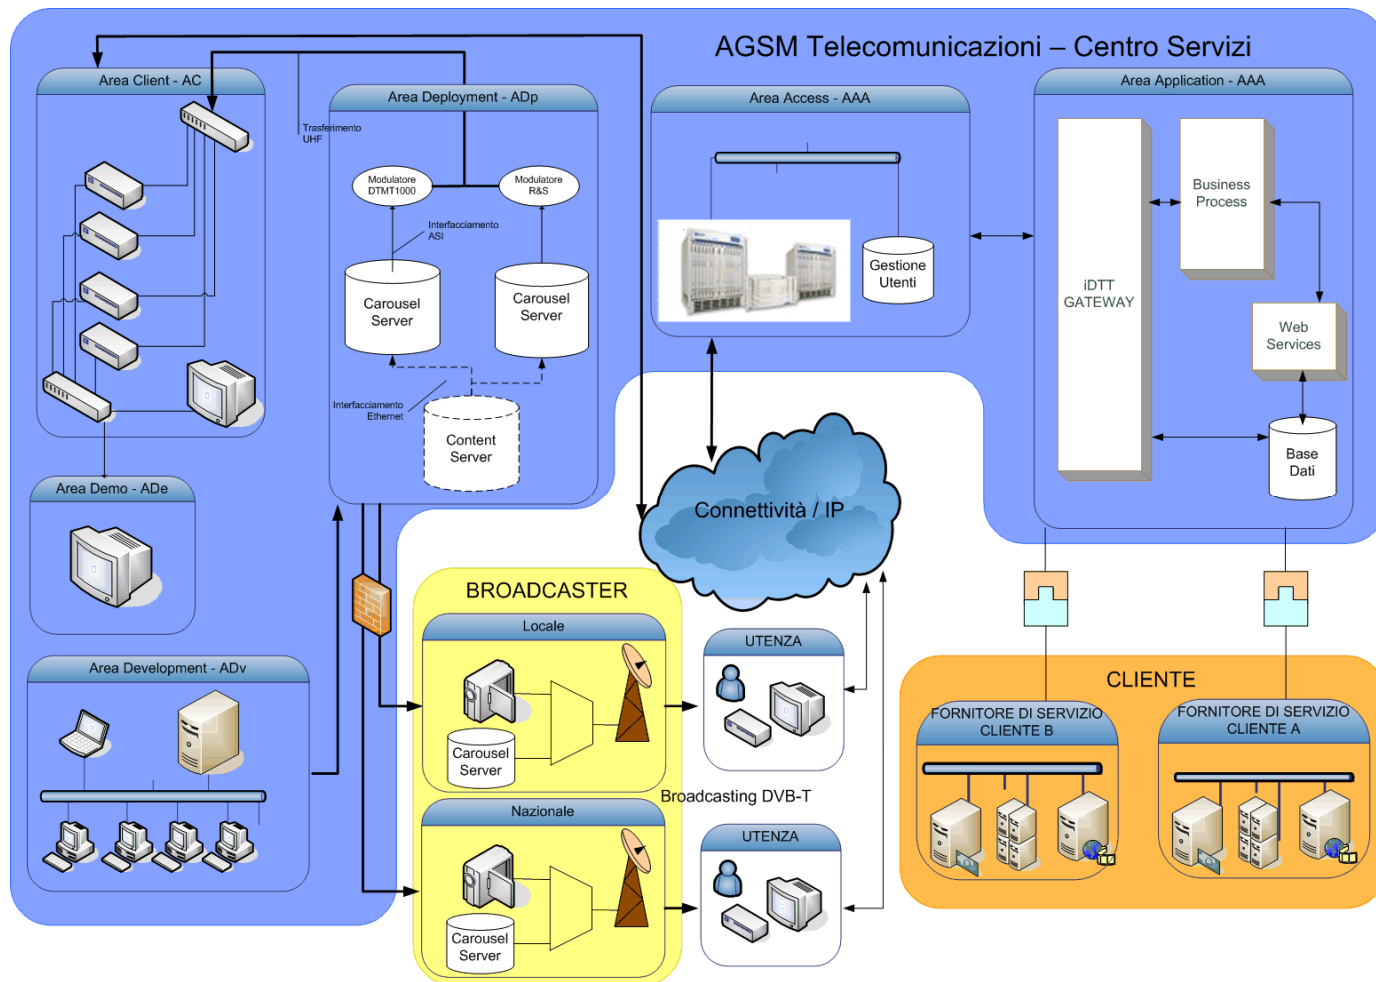 AGSM Telecomunicazioni – Centro Servizi
Area Client - AC
Trasferimento
UHF
Area Deployment - ADp
Modulatore
DTMT1000
Modulatore
R&S
Interfacciamento
ASI
Carousel
Server
Carousel
Server
Interfacciamento
Ethernet
Content
Server
Area Access - AAA
Gestione
Utenti
Area Application - AAA
iDTT
GATEWAY
Business
Process
Web
Services
Base
Dati
Area Demo - ADe
Area Development - ADv
Connettività / IP
BROADCASTER
Locale
Carousel
Server
Nazionale
Carousel
Server
UTENZA
Broadcasting DVB-T
UTENZA
CLIENTE
FORNITORE DI SERVIZIO
CLIENTE B
FORNITORE DI SERVIZIO
CLIENTE A